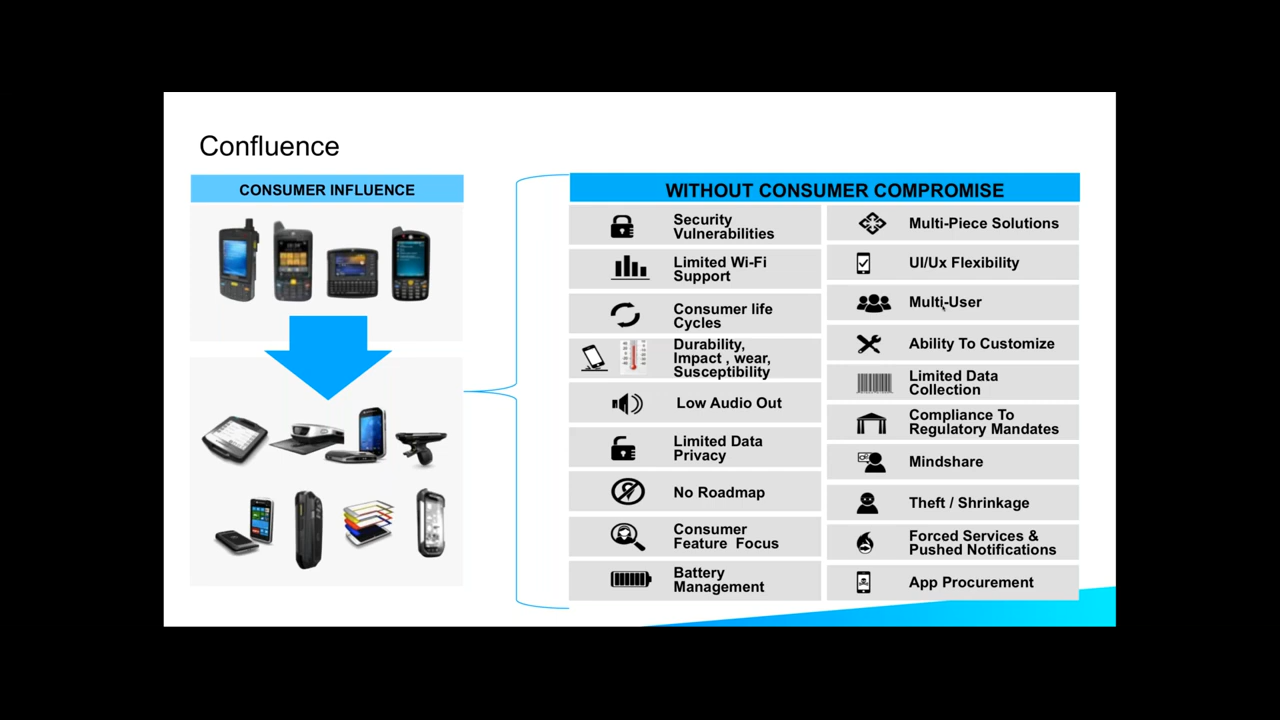 Confluence
CONSUMER INFLUENCE
WITHOUT CONSUMER COMPROMISE
Security
Vulnerabilities
Limited Wi-Fi
Support
Consumer life
Cycles
Durability,
Impact , wear,
Susceptibility
Low Audio Out
Limited Data
Privacy
No Roadmap
Consumer
Feature Focus
Battery
Management
Multi-Piece Solutions
UI/Ux Flexibility
Multi-User
Ability To Customize
Limited Data
Collection
Compliance To
Regulatory Mandates
Mindshare
Theft / Shrinkage
Forced Services &
Pushed Notifications
App Procurement